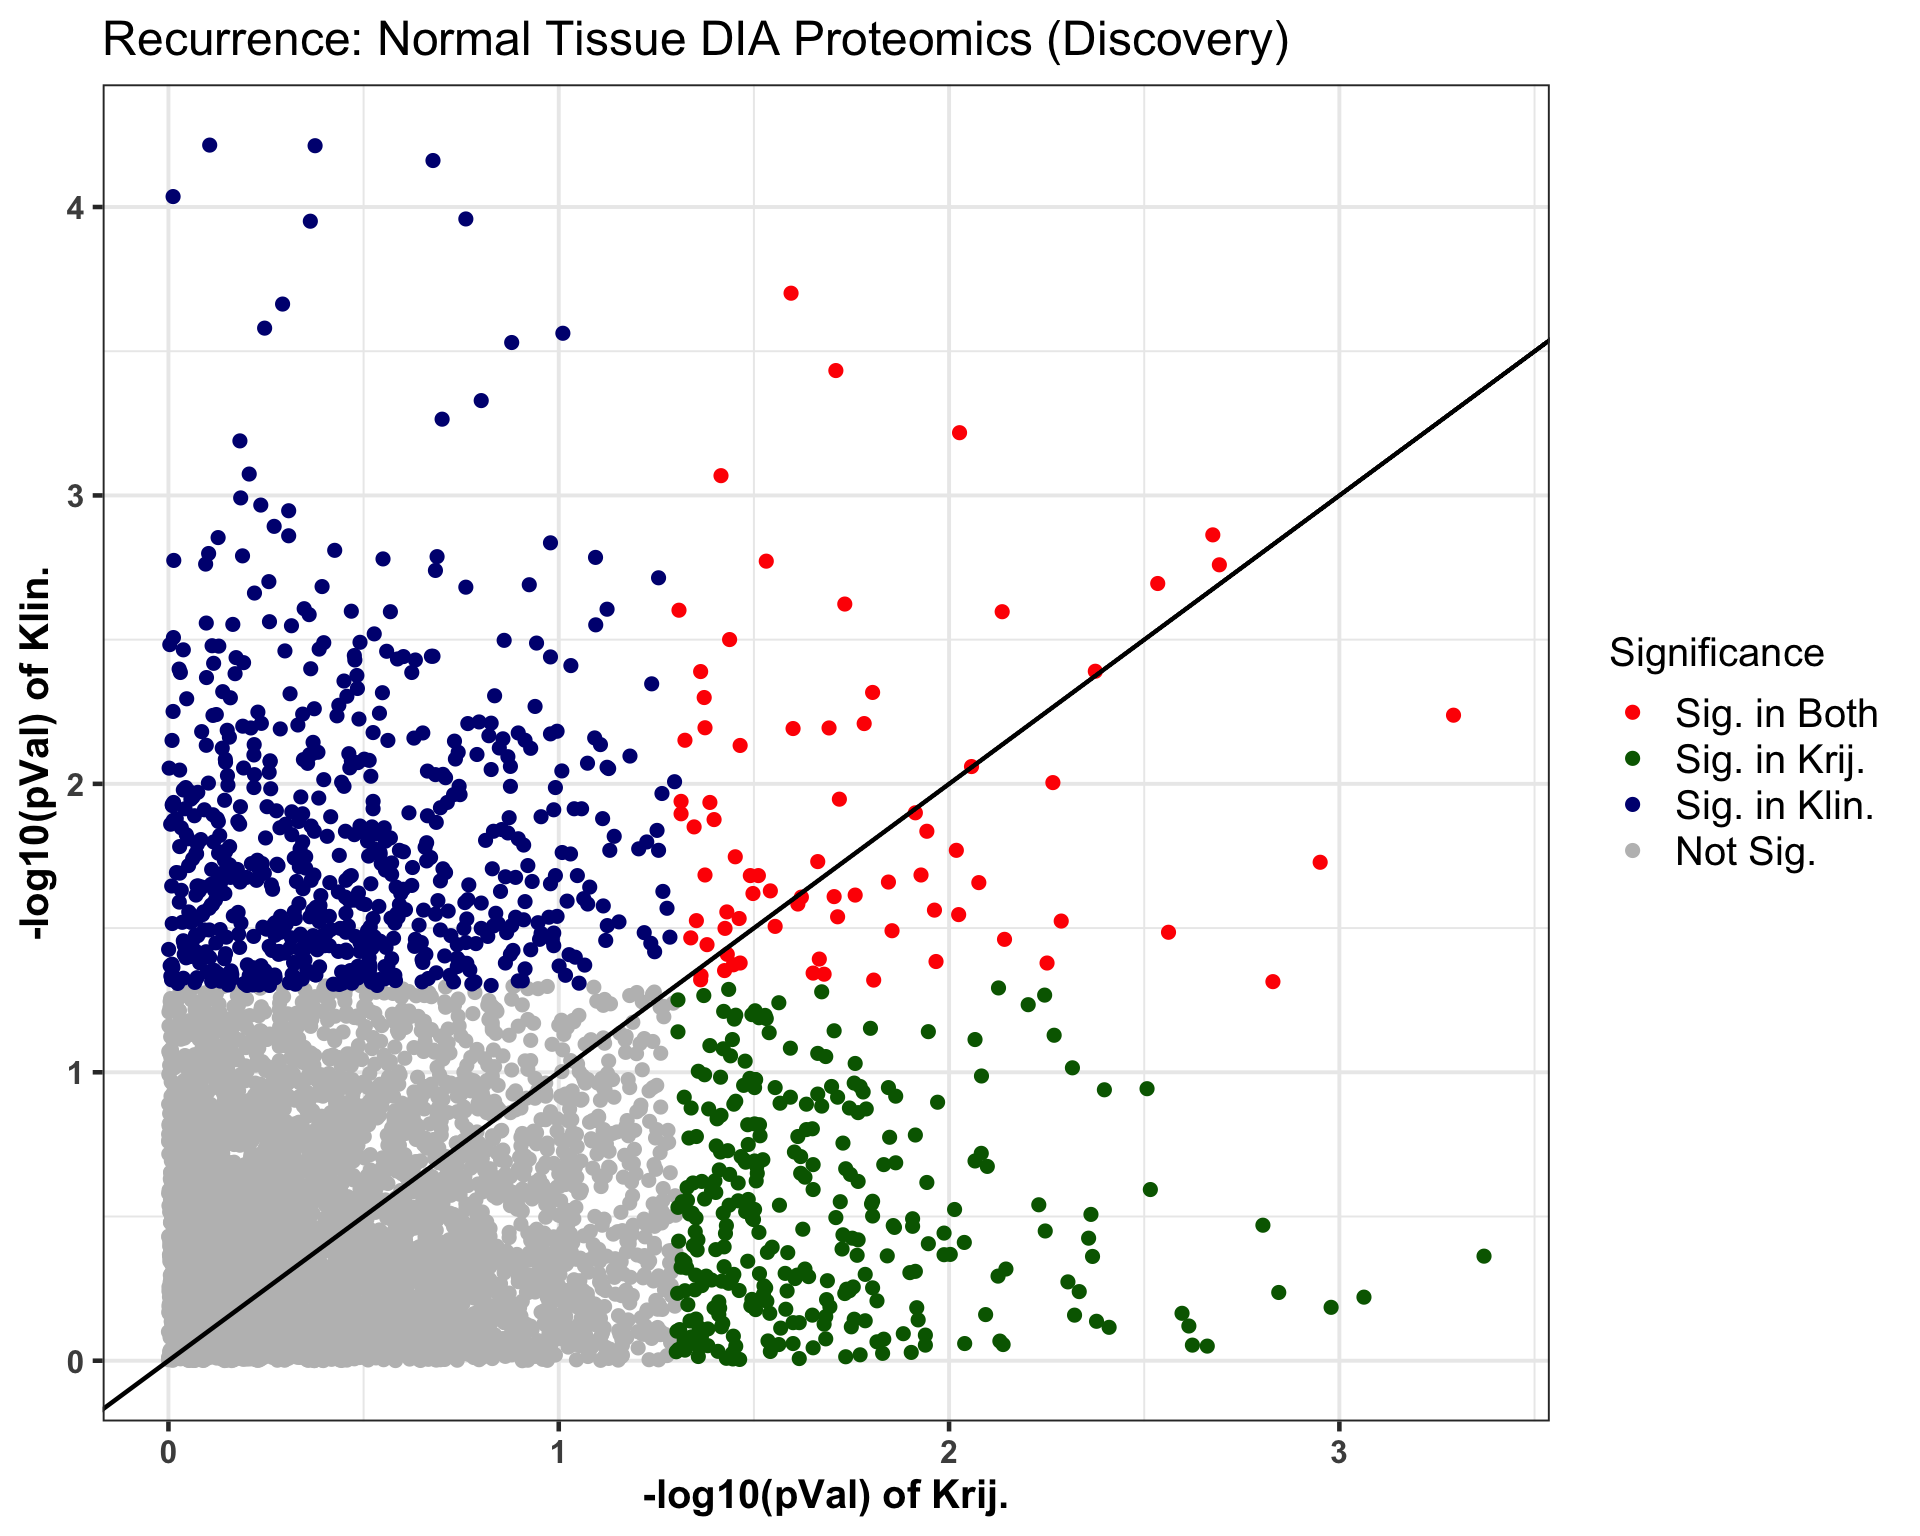 Recurrence: Normal Tissue DIA Proteomics (Discovery)
4
3
2
1
0
-log10(pVal) of Klin.
0 1 2 3
-log10(pVal) of Krij.
Significance
Sig. in Both
Sig. in Krij.
Sig. in Klin.
Not Sig.